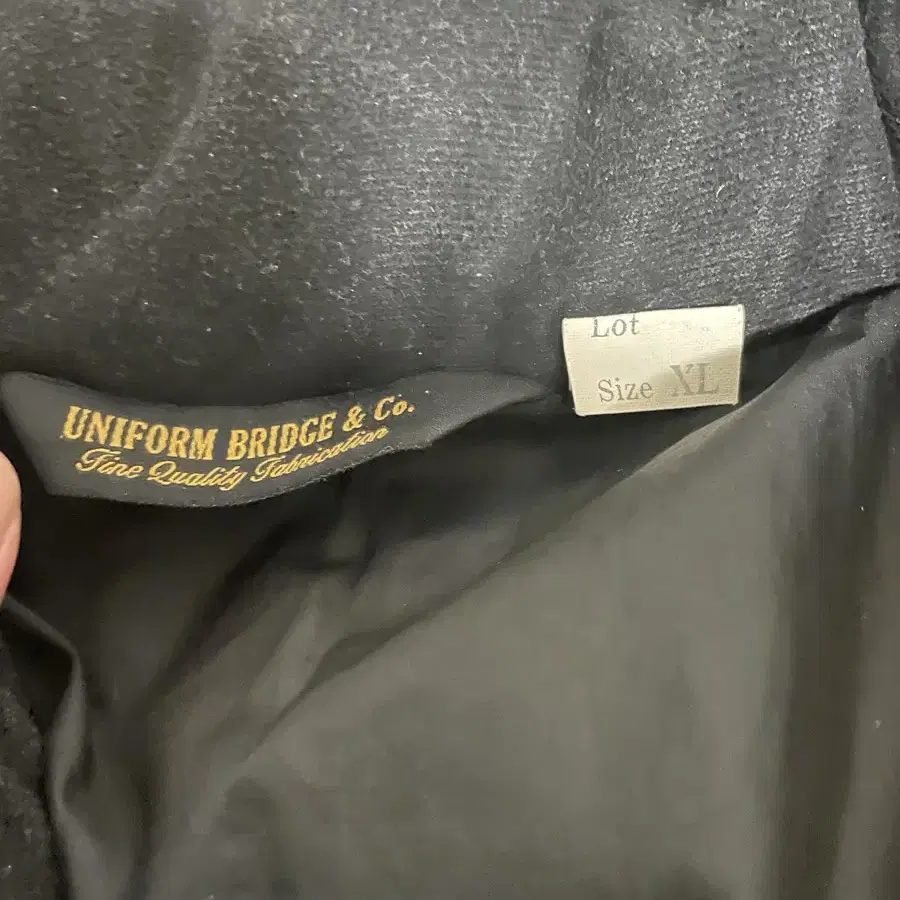 UNIFORM BRIDGE & Co.
Fine Quality Fabrication
Lot
Size XL